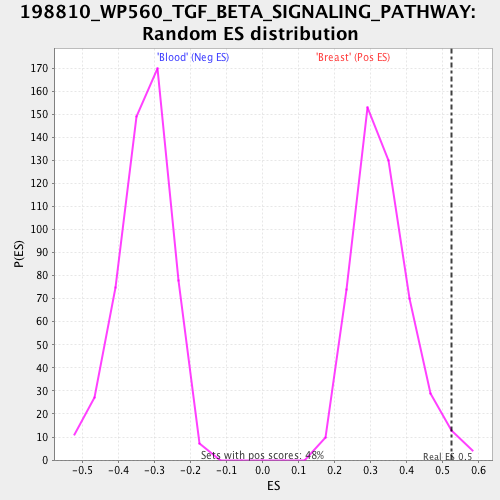 198810_WP560_TGF_BETA_SIGNALING_PATHWAY:
Random ES distribution
'Blood' (Neg ES)
'Breast' (Pos ES)
170
160
150
140
130
120
110
100
90
80
70
60
50
40
30
20
10
0
P(ES)
Sets with pos scores: 48%
Real ES 0.5
-0.5 -0.4 -0.3 -0.2 -0.1 0.0 0.1 0.2 0.3 0.4 0.5 0.6
ES